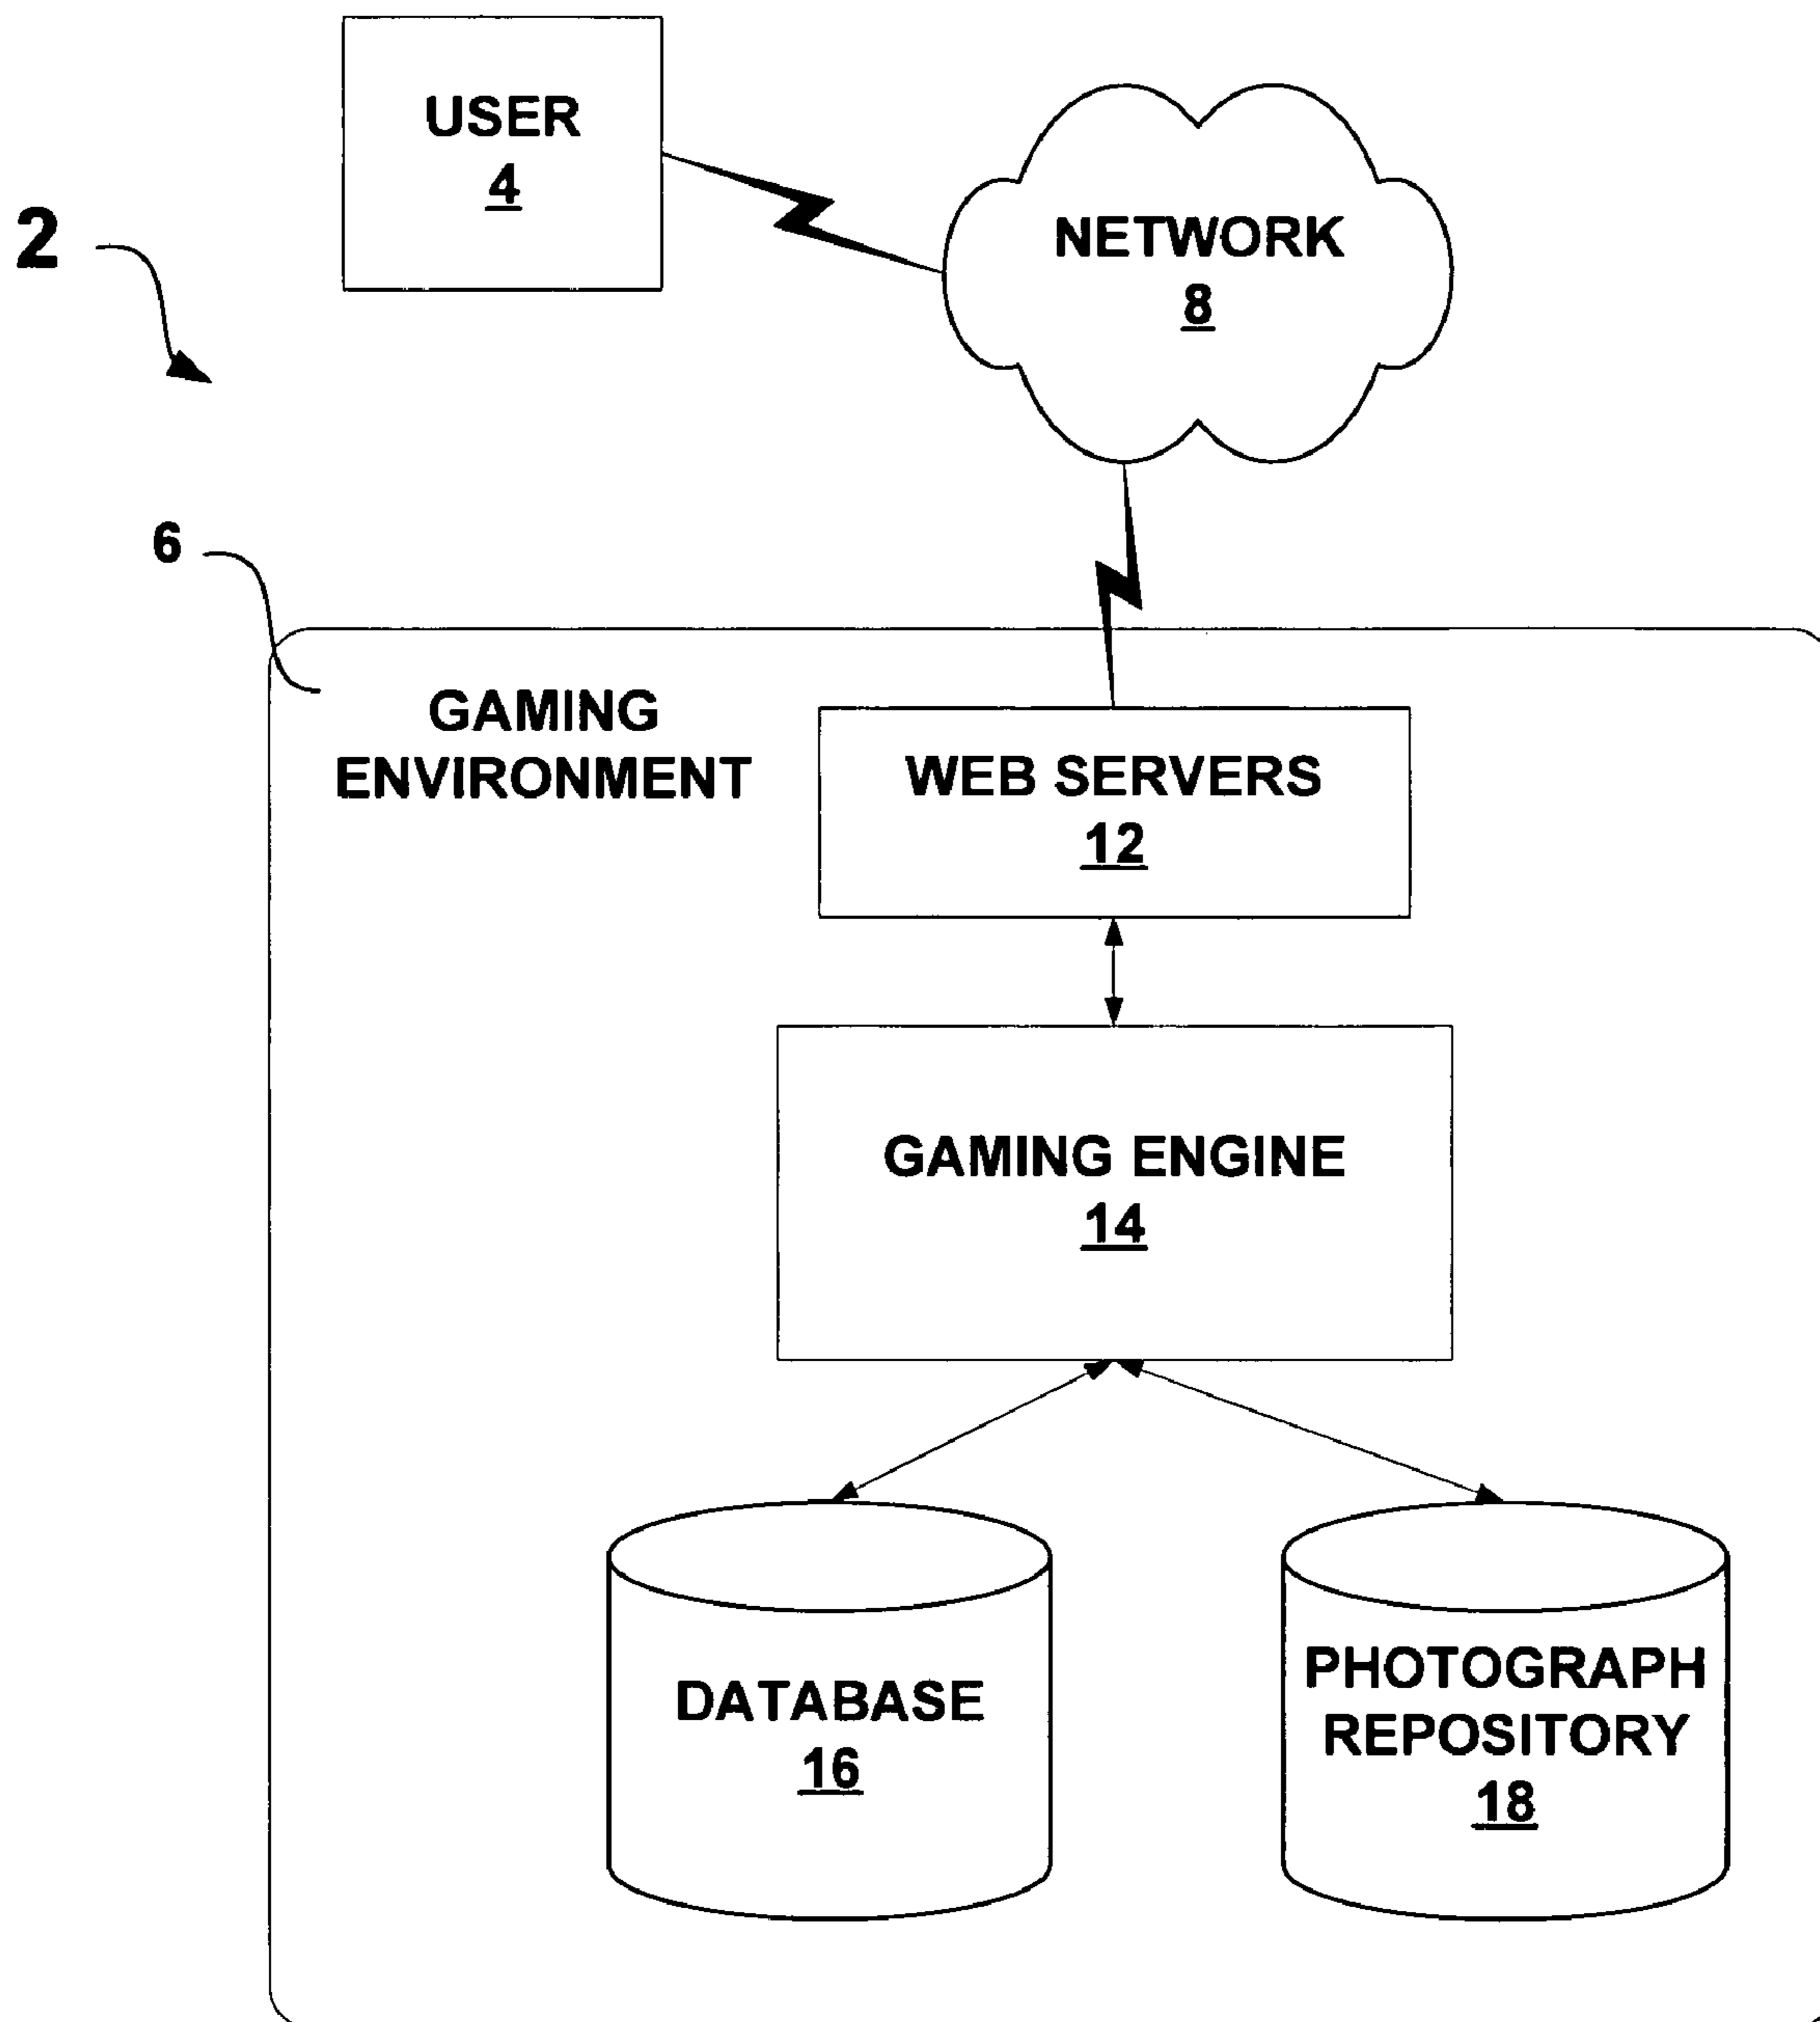 USER
4
2
NETWORK
8
6
GAMING
ENVIRONMENT
WEB SERVERS
12
GAMING ENGINE
14
DATABASE
16
PHOTOGRAPH
REPOSITORY
18